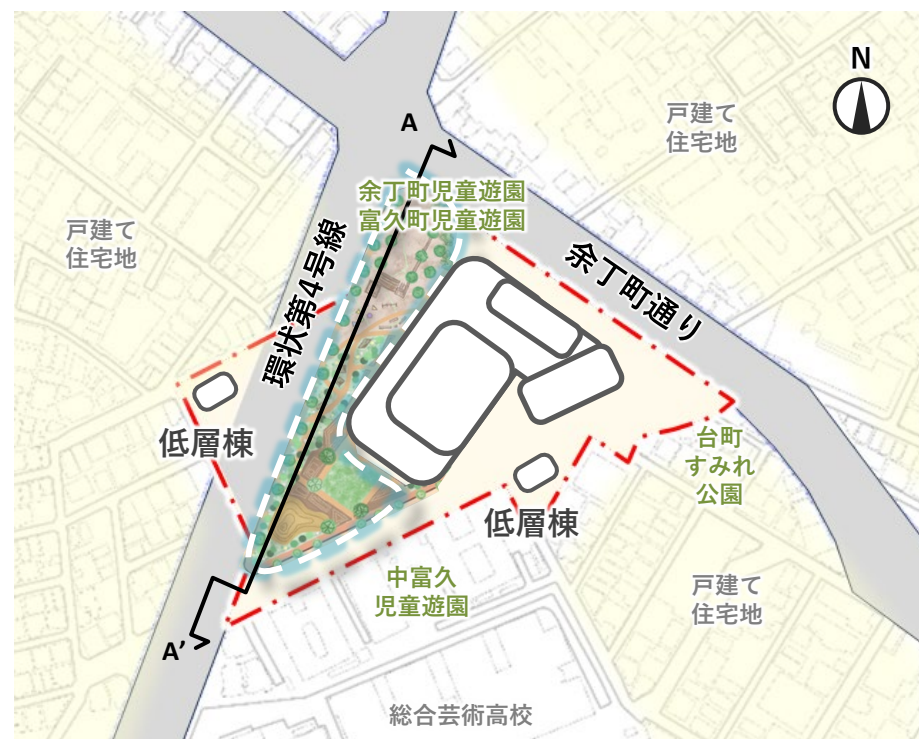 N
A
戸建て
住宅地
余丁町児童遊園
富久町児童遊園
戸建て
住宅地
環状第4号線
余丁町通り
低層棟
台町
すみれ
公園
低層棟
中富久
児童遊園
戸建て
住宅地
A’
総合芸術高校